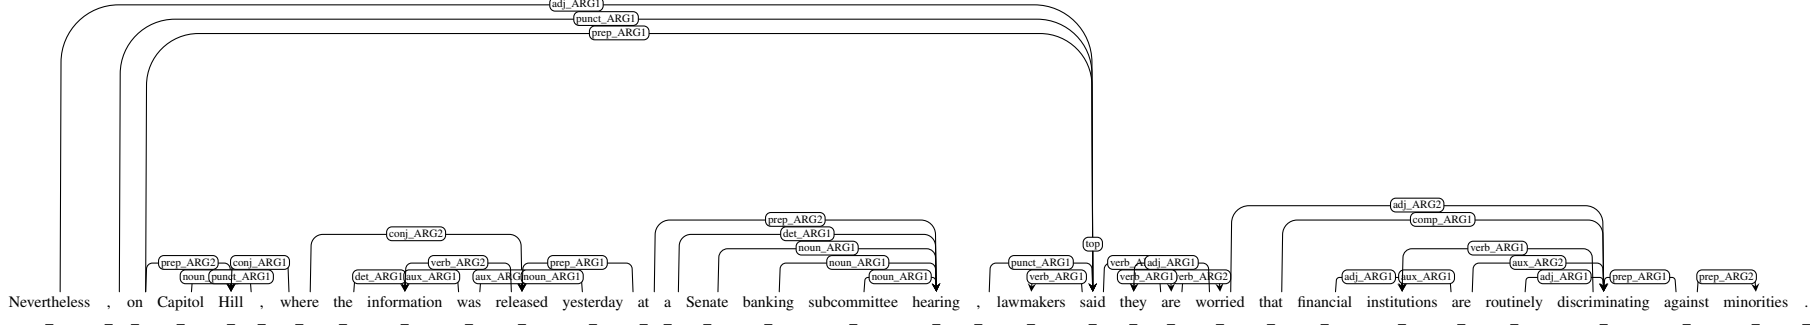 adj_ARG1
punct_ARG1
prep_ARG1
adj_ARG2
prep_ARG2 comp_ARG1
conj_ARG2 det_ARG1
top
noun_ARG1 verb_ARG1
prep_ARG2 conj_ARG1 verb_ARG2 prep_ARG1 noun_ARG1 punct_ARG1 adj_ARG1 aux_ARG2
punct_ARG1 det_ARG1 aux_ARG1 noun_ARG1 noun_ARG1 verb_ARG1 verb_ARG1 adj_ARG1 aux_ARG1 adj_ARG1 prep_ARG1 prep_ARG2
Nevertheless , on Capitol Hill , where the information was released yesterday at a Senate banking subcommittee hearing , lawmakers said they are worried that financial institutions are routinely discriminating against minorities .